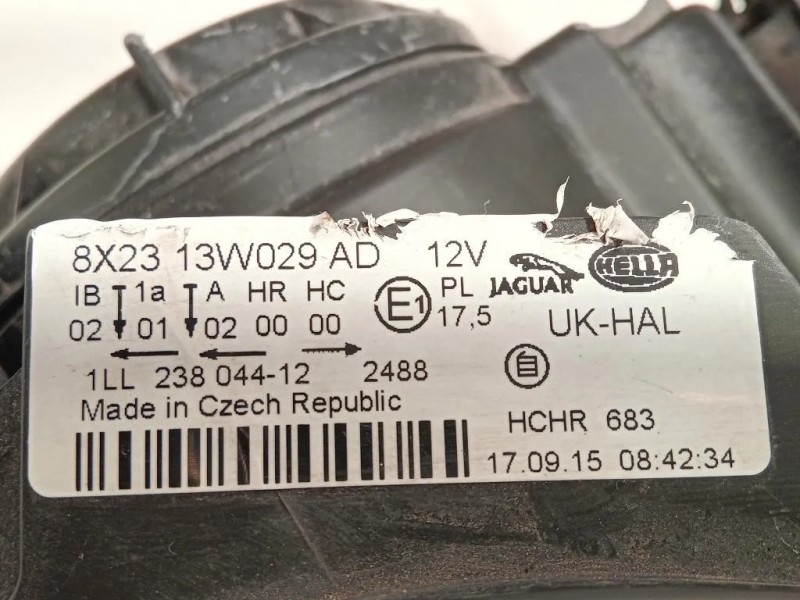 8X23 13W029 AD 12V JAGUAR HELLA
IB 1a A HR HC E1 PL
02 01 02 00 00 17,5 UK-HAL
1LL 238 044-12 2488 自
Made in Czech Republic HCHR 683
17.09.15 08:42:34